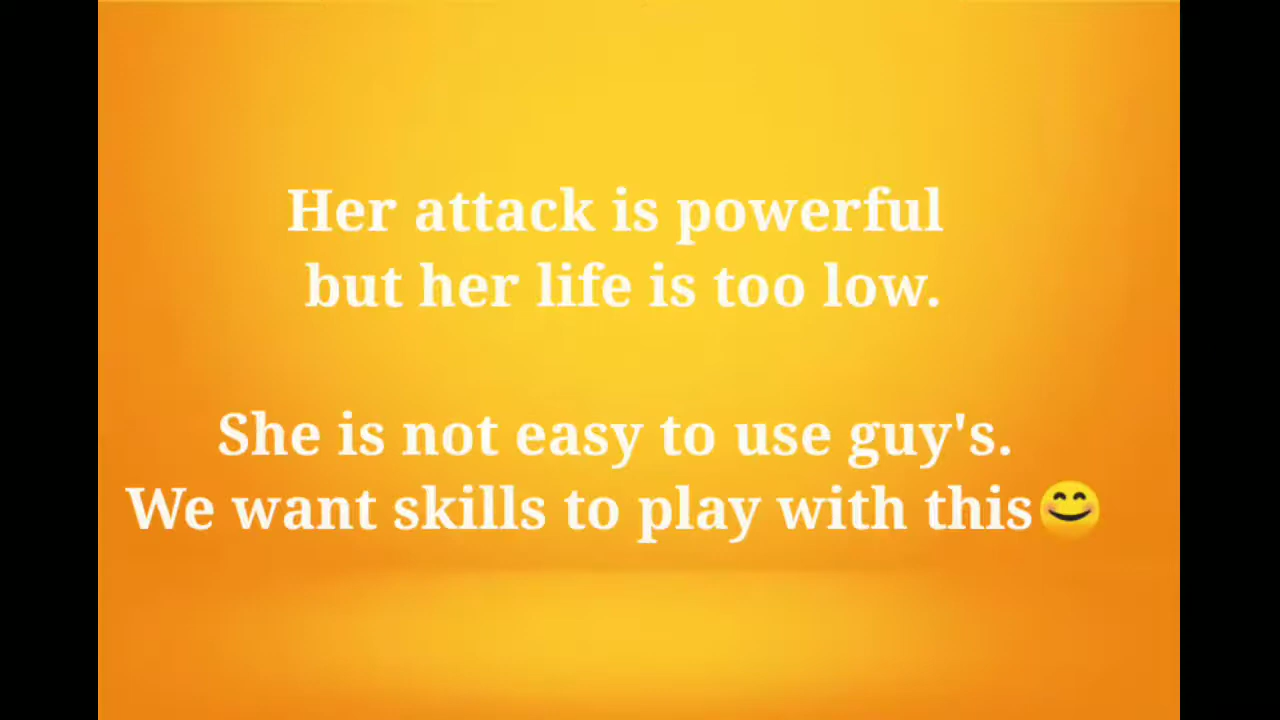 Her attack is powerful
but her life is too low.
She is not easy to use guy's.
We want skills to play with this😊